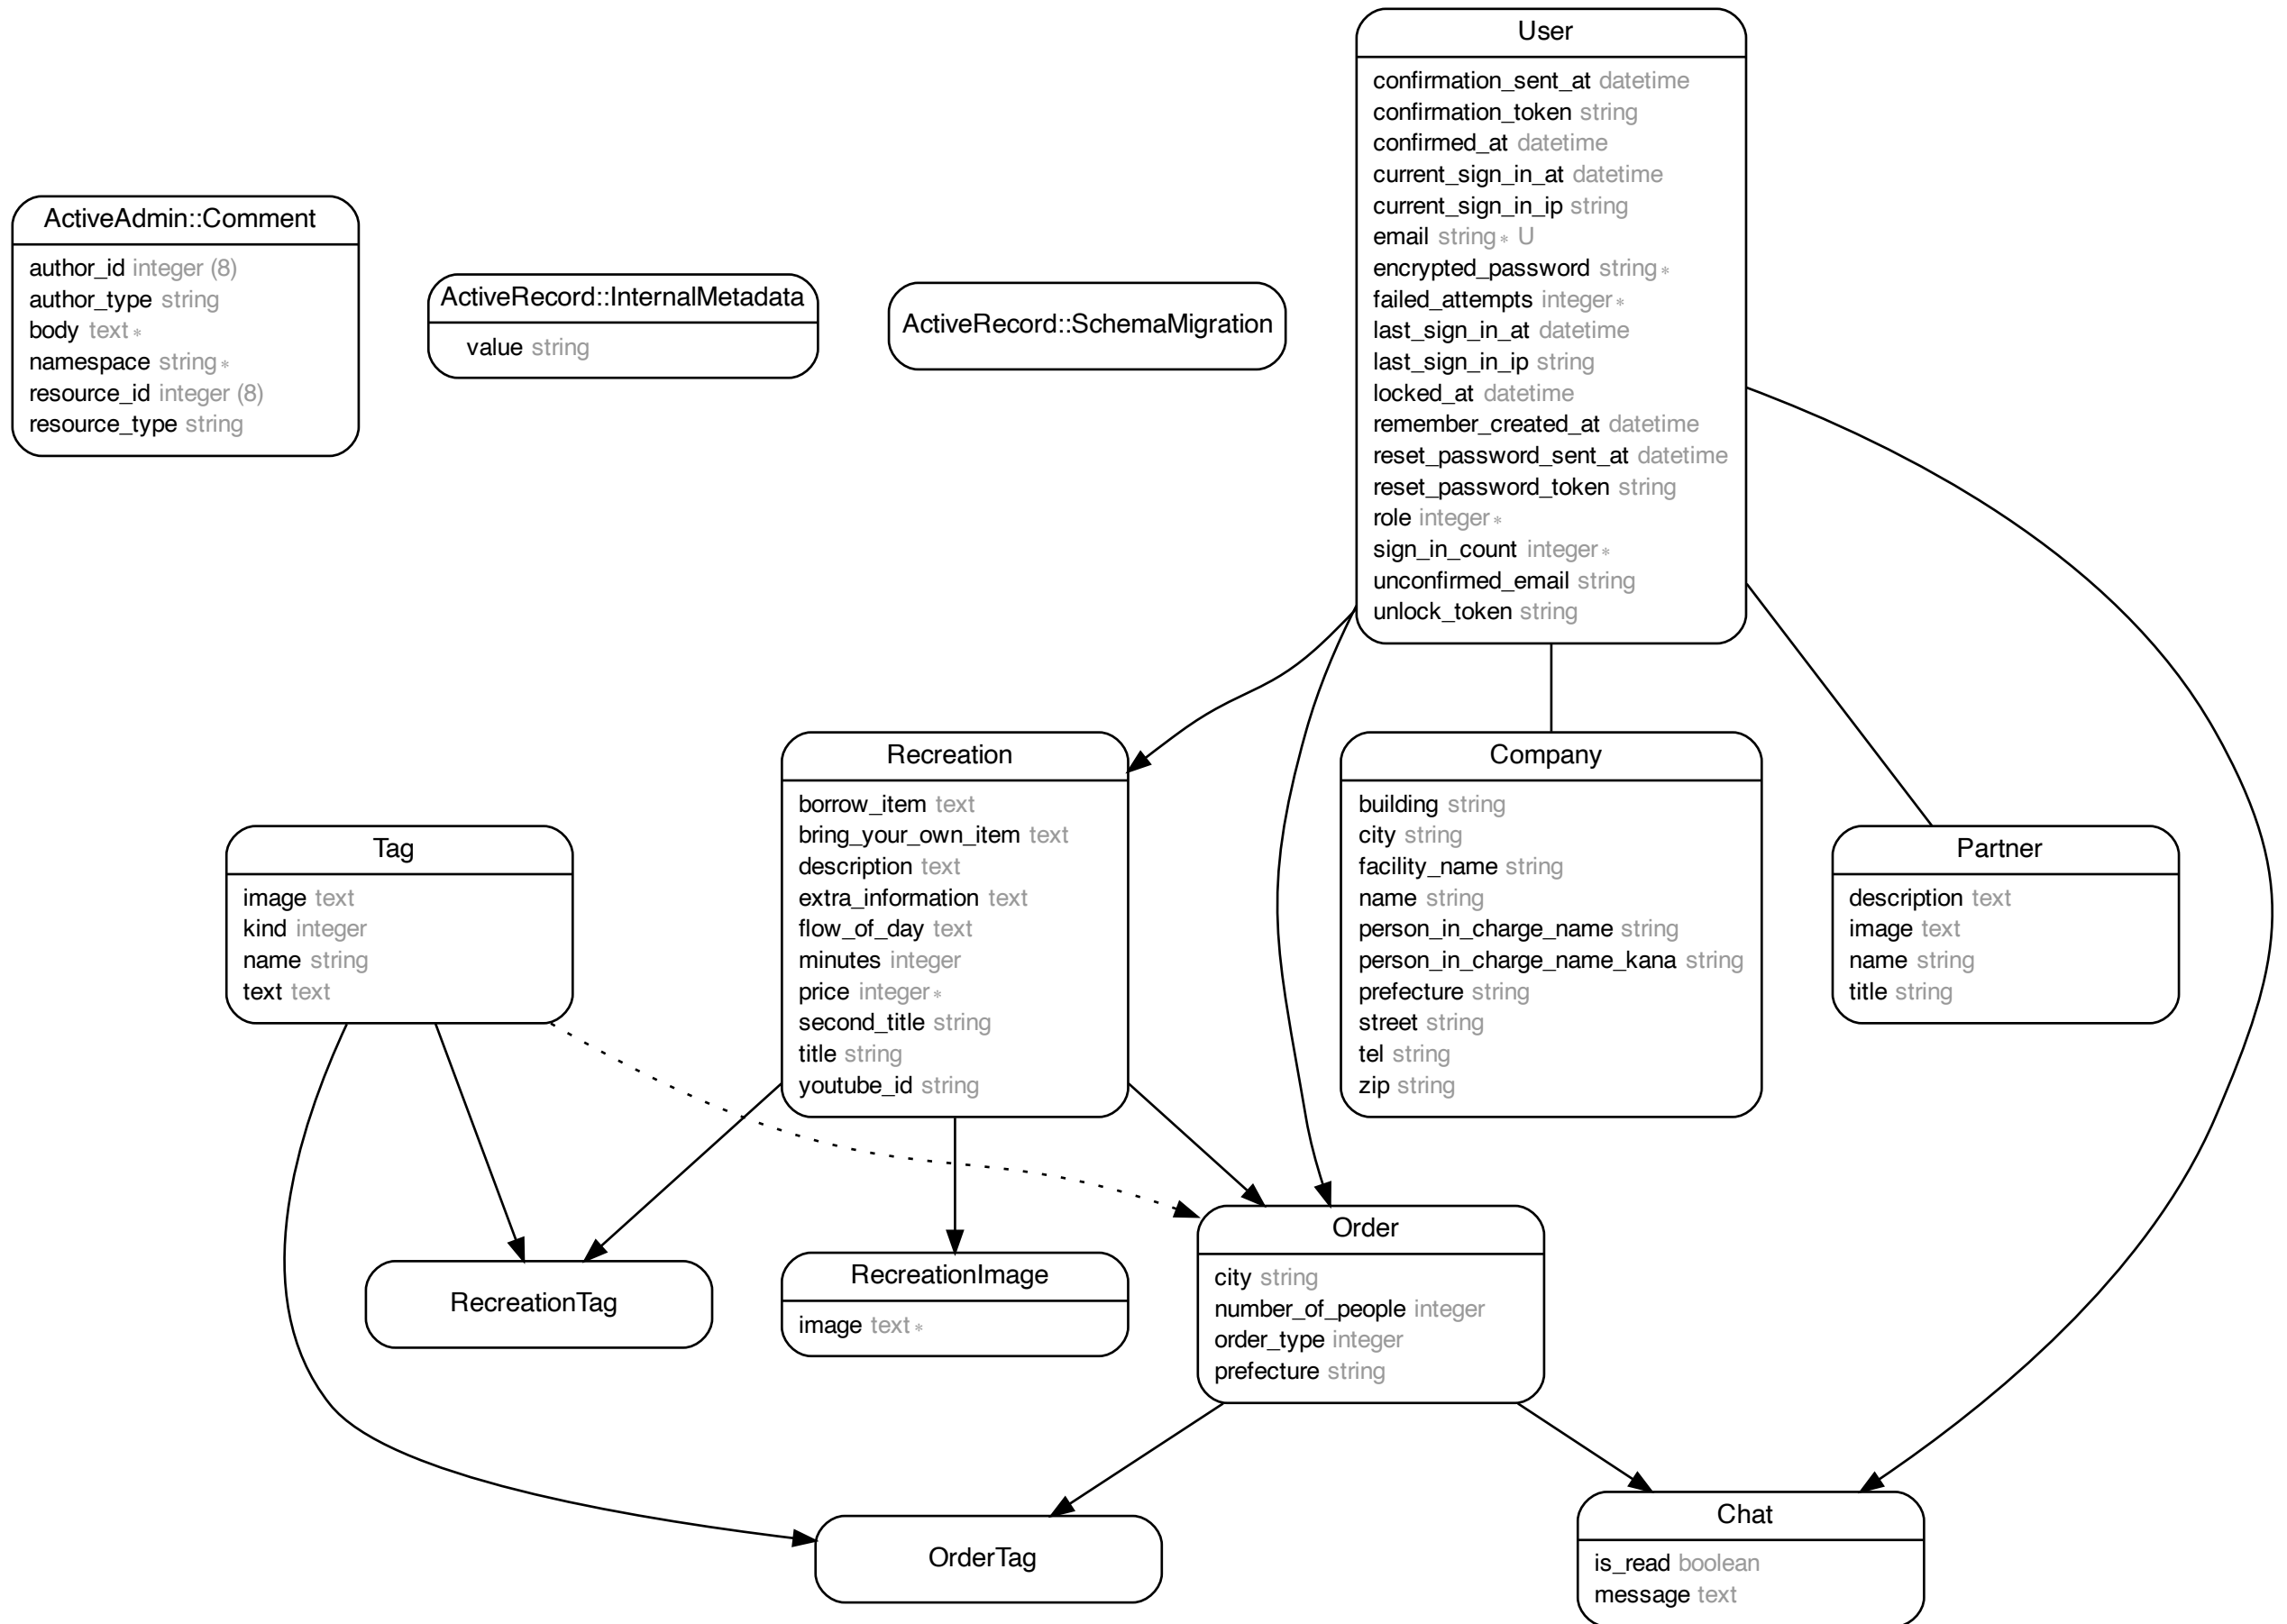 User
confirmation_sent_at datetime
confirmation_token string
confirmed_at datetime
current_sign_in_at datetime
current_sign_in_ip string
email string∗ U
encrypted_password string∗
failed_attempts integer∗
last_sign_in_at datetime
last_sign_in_ip string
locked_at datetime
remember_created_at datetime
reset_password_sent_at datetime
reset_password_token string
role integer∗
sign_in_count integer∗
unconfirmed_email string
unlock_token string
ActiveAdmin::Comment
author_id integer (8)
author_type string
body text∗
namespace string∗
resource_id integer (8)
resource_type string
ActiveRecord::InternalMetadata
value string
ActiveRecord::SchemaMigration
Recreation
borrow_item text
bring_your_own_item text
description text
extra_information text
flow_of_day text
minutes integer
price integer∗
second_title string
title string
youtube_id string
Company
building string
city string
facility_name string
name string
person_in_charge_name string
person_in_charge_name_kana string
prefecture string
street string
tel string
zip string
Tag
image text
kind integer
name string
text text
Partner
description text
image text
name string
title string
RecreationTag
RecreationImage
image text∗
Order
city string
number_of_people integer
order_type integer
prefecture string
OrderTag
Chat
is_read boolean
message text